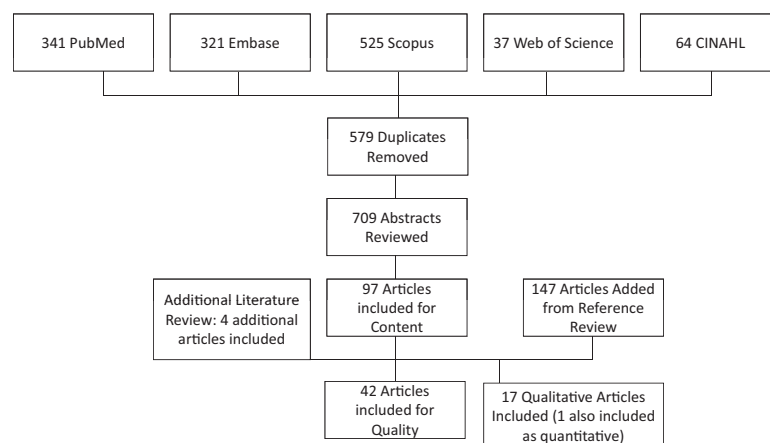 341 PubMed
321 Embase
525 Scopus
37 Web of Science
64 CINAHL
579 Duplicates
Removed
709 Abstracts
Reviewed
Additional Literature
Review: 4 additional
articles included
97 Articles
included for
Content
147 Articles Added
from Reference
Review
42 Articles
included for
Quality
17 Qualitative Articles
Included (1 also included
as quantitative)